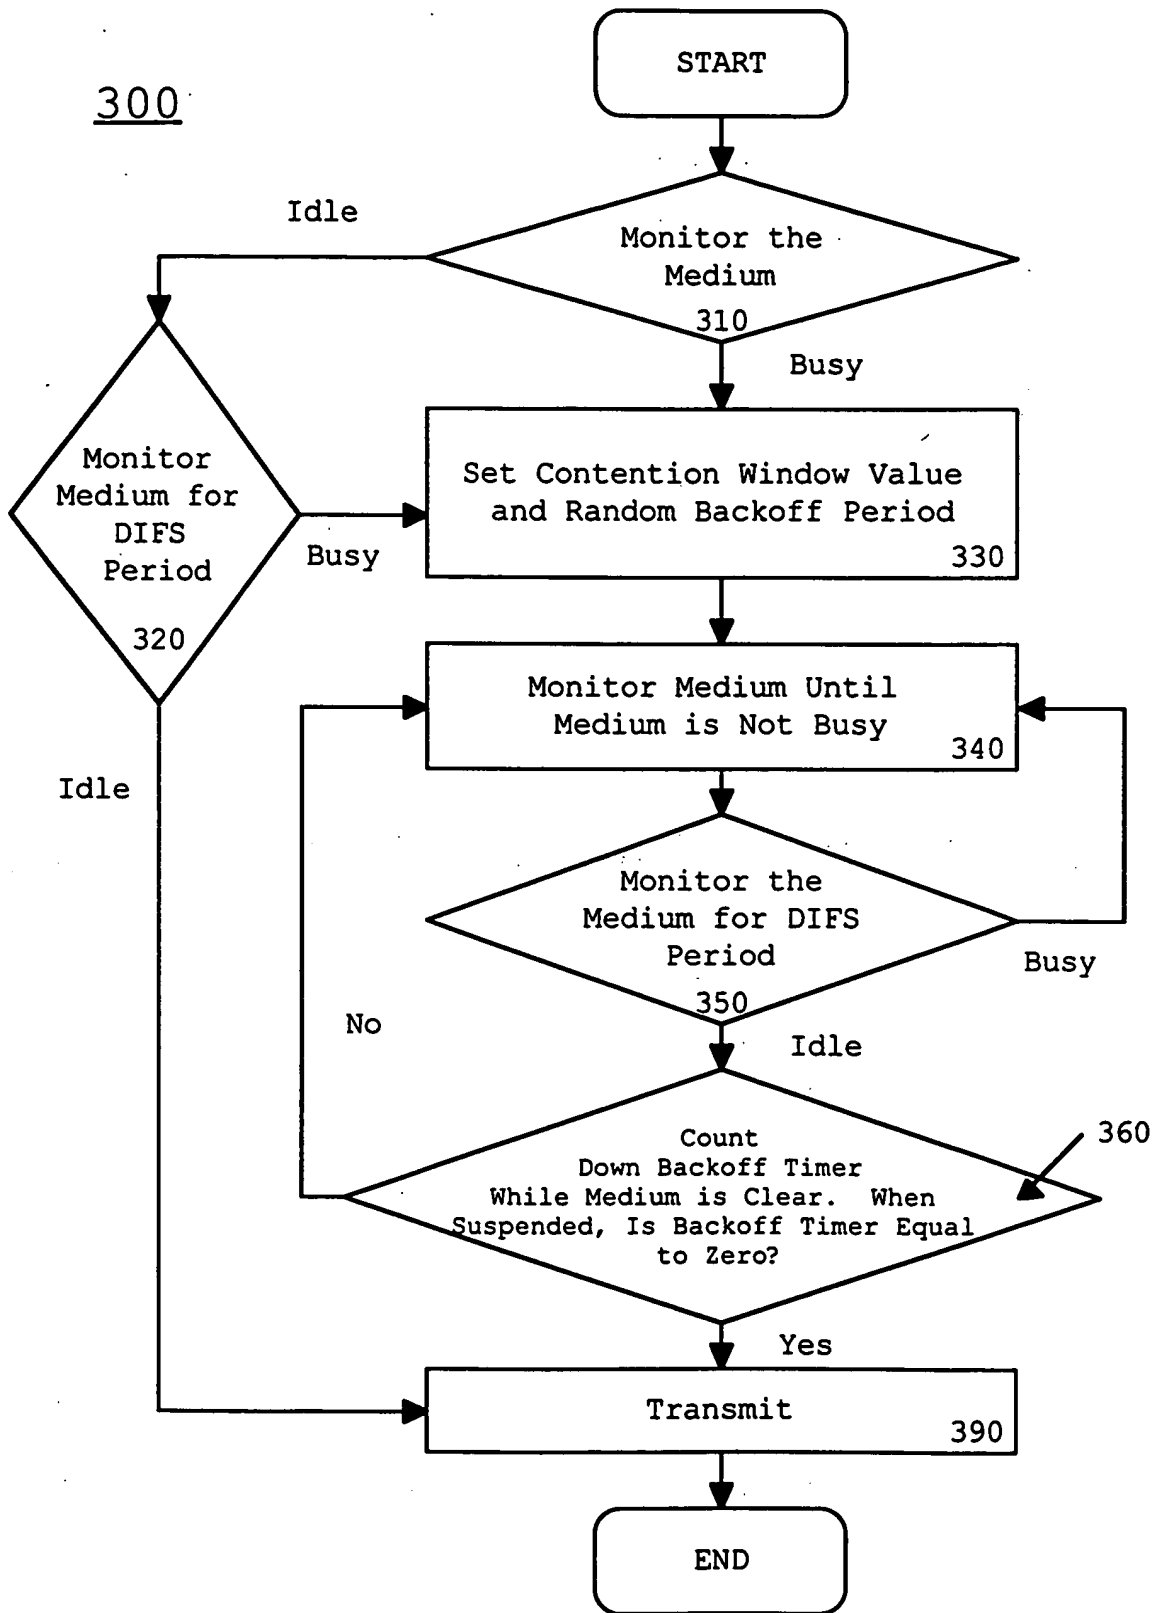 START
300
Idle
Monitor the
Medium
310
Busy
Monitor
Medium for
DIFS
Period
320
Busy
Set Contention Window Value
and Random Backoff Period
330
Monitor Medium Until
Medium is Not Busy
340
Idle
Monitor the
Medium for DIFS
Period
350
Busy
No
Idle
360
Count
Down Backoff Timer
While Medium is Clear. When
Suspended, Is Backoff Timer Equal
to Zero?
Yes
Transmit
390
END